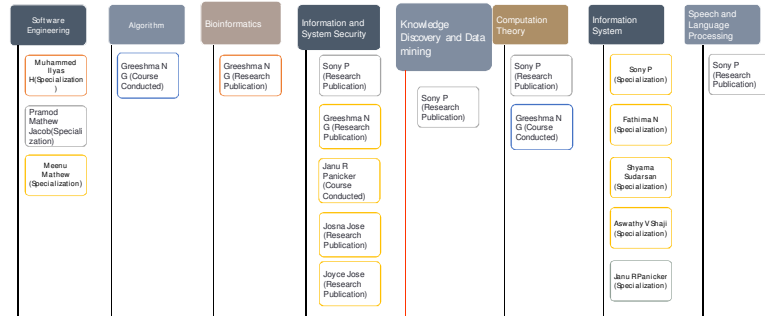 Software
Engineering
Muhammed
Ilyas
H(Specialization
)
Pramod
Mathew
Jacob(Speciali
zation)
Meenu
Mathew
(Specialization)
Algorithm
Greeshma N
G (Course
Conducted)
Bioinformatics
Greeshma N
G (Research
Publication)
Information and
System Security
Sony P
(Research
Publication)
Greeshma N
G (Research
Publication)
Janu R
Panicker
(Course
Conducted)
Josna Jose
(Research
Publication)
Joyce Jose
(Research
Publication)
Knowledge
Discovery and Data
mining
Sony P
(Research
Publication)
Computation
Theory
Sony P
(Research
Publication)
Greeshma N
G (Course
Conducted)
Information
System
Sony P
(Specialization)
Fathima N
(Specialization)
Shyama
Sudarsan
(Specialization)
Aswathy V Shaji
(Specialization)
Janu R Panicker
(Specialization)
Speech and
Language
Processing
Sony P
(Research
Publication)